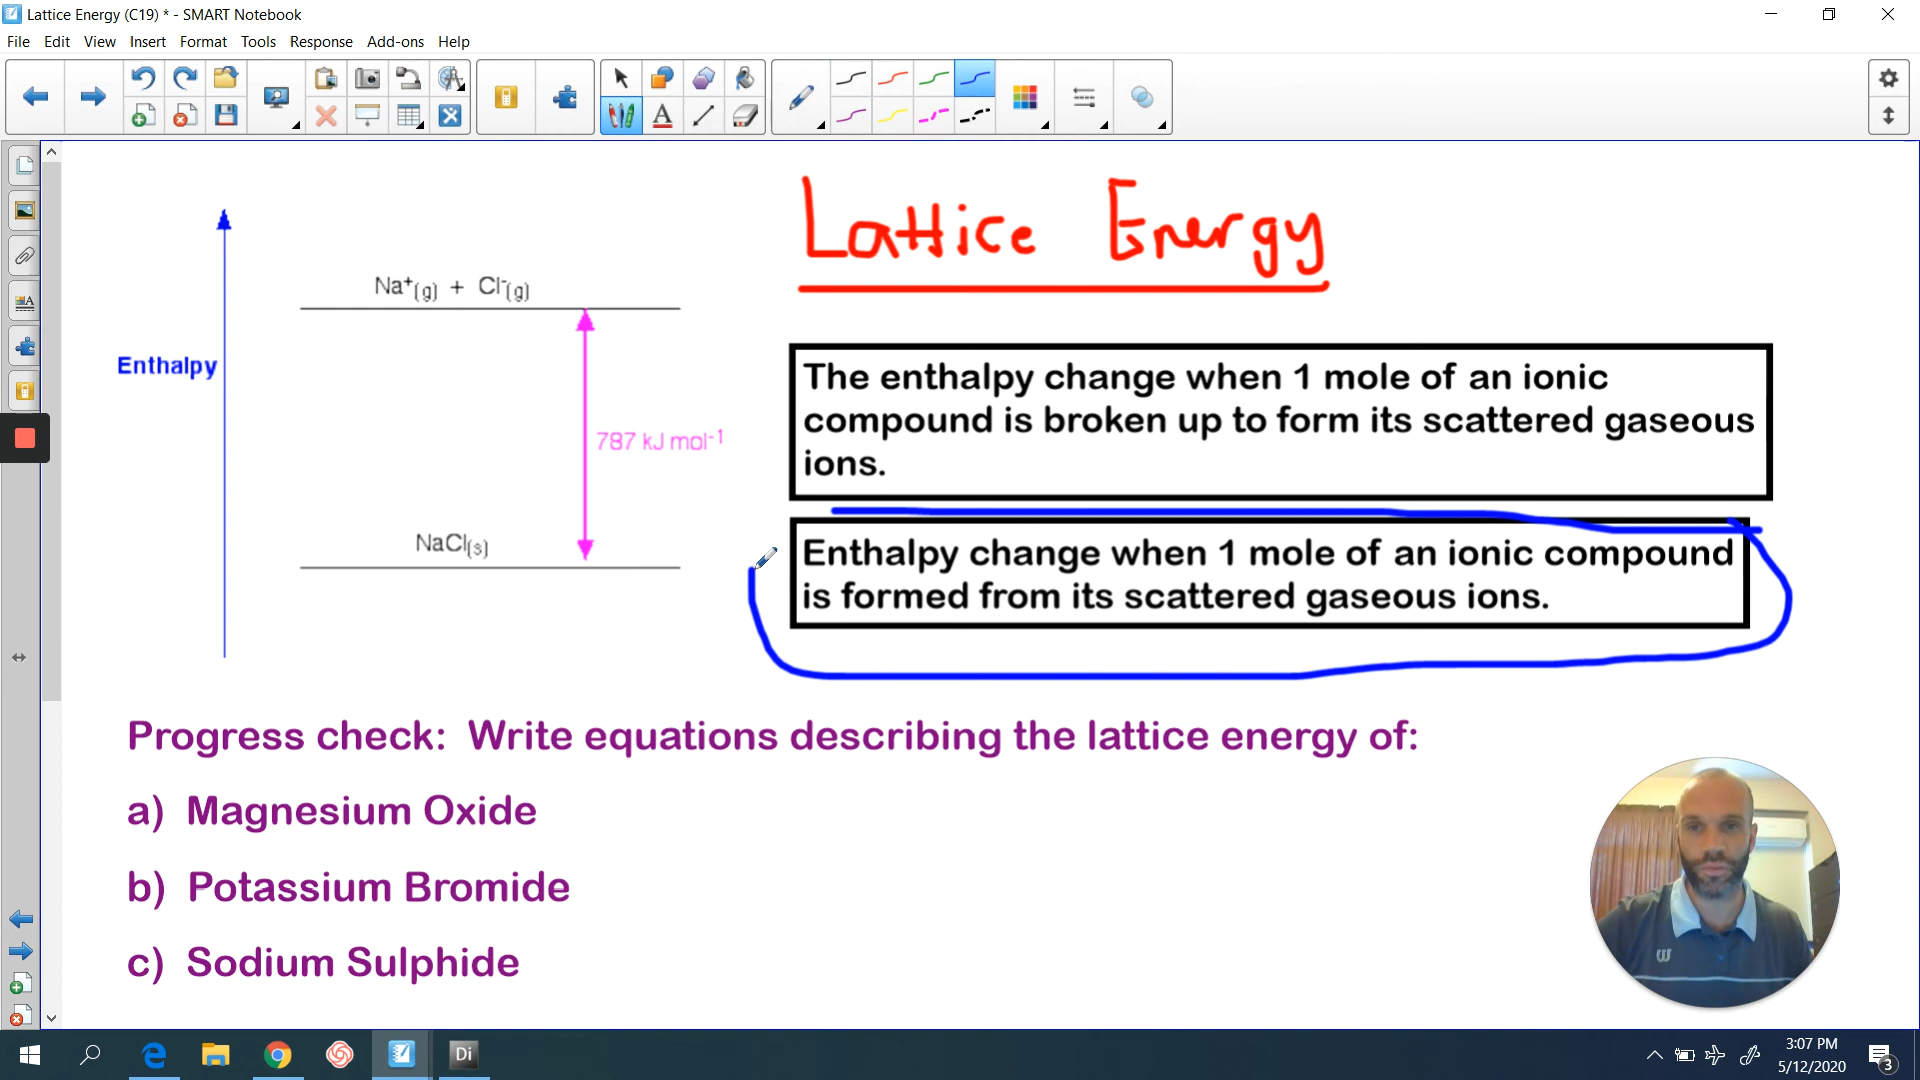 Lattice Energy (C19) * - SMART Notebook
File Edit View Insert Format Tools Response Add-ons Help
Lattice Energy
Na⁺(g) + Cl⁻(g)
Enthalpy
787 kJ mol⁻¹
NaCl(s)
The enthalpy change when 1 mole of an ionic
compound is broken up to form its scattered gaseous
ions.
Enthalpy change when 1 mole of an ionic compound
is formed from its scattered gaseous ions.
Progress check: Write equations describing the lattice energy of:
a) Magnesium Oxide
b) Potassium Bromide
c) Sodium Sulphide
W
Di
3:07 PM
5/12/2020
3